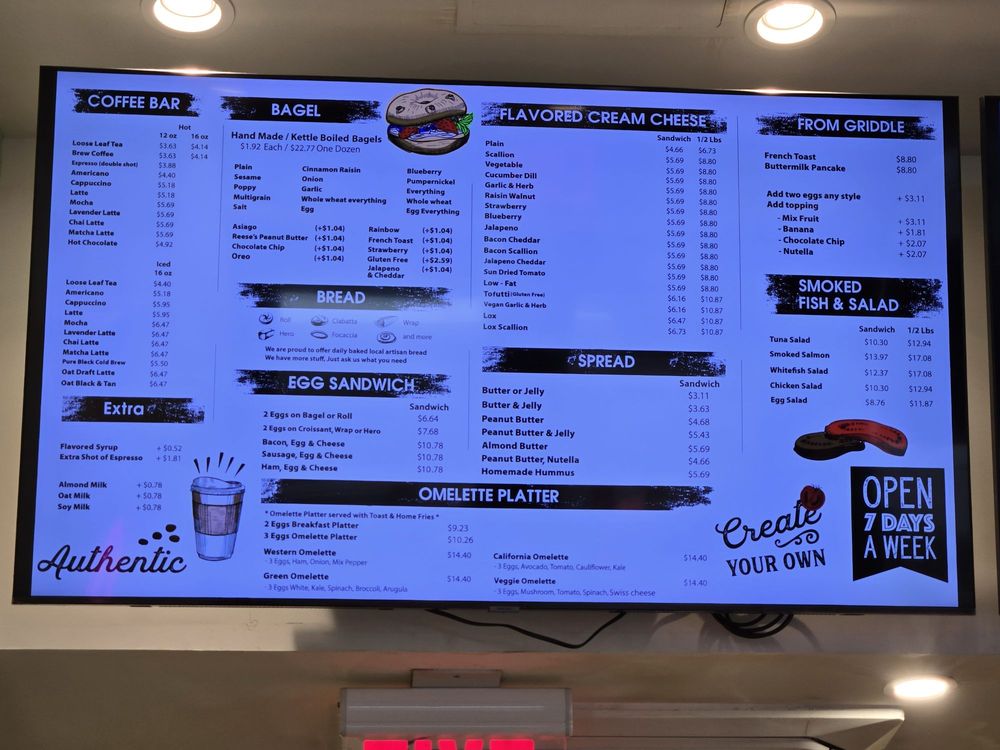 COFFEE BAR
Hot
12 oz 16 oz
Loose Leaf Tea $3.63 $4.14
Brew Coffee $3.63 $4.14
Espresso (double shot) $3.88
Americano $4.40
Cappuccino $5.18
Latte $5.18
Mocha $5.69
Lavender Latte $5.69
Chai Latte $5.69
Matcha Latte $5.69
Hot Chocolate $4.92
Iced
16 oz
Loose Leaf Tea $4.40
Americano $5.18
Cappuccino $5.95
Latte $5.95
Mocha $6.47
Lavender Latte $6.47
Chai Latte $6.47
Matcha Latte $6.47
Pure Black Cold Brew $5.50
Oat Draft Latte $6.47
Oat Black & Tan $6.47
Extra
Flavored Syrup + $0.52
Extra Shot of Espresso + $1.81
Almond Milk + $0.78
Oat Milk + $0.78
Soy Milk + $0.78
Authentic
BAGEL
Hand Made / Kettle Boiled Bagels
$1.92 Each / $22.77 One Dozen
Plain Cinnamon Raisin Blueberry
Sesame Onion Pumpernickel
Poppy Garlic Everything
Multigrain Whole wheat everything Whole wheat
Salt Egg Egg Everything
Asiago (+$1.04) Rainbow (+$1.04)
Reese's Peanut Butter (+$1.04) French Toast (+$1.04)
Chocolate Chip (+$1.04) Strawberry (+$1.04)
Oreo (+$1.04) Gluten Free (+$2.59)
Jalapeno (+$1.04)
& Cheddar
BREAD
Roll Ciabatta Wrap
Hero Focaccia and more
We are proud to offer daily baked local artisan bread
We have more stuff, Just ask us what you need
EGG SANDWICH
Sandwich
2 Eggs on Bagel or Roll $6.64
2 Eggs on Croissant, Wrap or Hero $7.68
Bacon, Egg & Cheese $10.78
Sausage, Egg & Cheese $10.78
Ham, Egg & Cheese $10.78
FLAVORED CREAM CHEESE
Sandwich 1/2 Lbs
Plain $4.66 $6.73
Scallion $5.69 $8.80
Vegetable $5.69 $8.80
Cucumber Dill $5.69 $8.80
Garlic & Herb $5.69 $8.80
Raisin Walnut $5.69 $8.80
Strawberry $5.69 $8.80
Blueberry $5.69 $8.80
Jalapeno $5.69 $8.80
Bacon Cheddar $5.69 $8.80
Bacon Scallion $5.69 $8.80
Jalapeno Cheddar $5.69 $8.80
Sun Dried Tomato $5.69 $8.80
Low - Fat $5.69 $8.80
Tofutti (Gluten Free) $6.16 $10.87
Vegan Garlic & Herb $6.16 $10.87
Lox $6.47 $10.87
Lox Scallion $6.73 $10.87
SPREAD
Sandwich
Butter or Jelly $3.11
Butter & Jelly $3.63
Peanut Butter $4.68
Peanut Butter & Jelly $5.43
Almond Butter $5.69
Peanut Butter, Nutella $4.66
Homemade Hummus $5.69
OMELETTE PLATTER
* Omelette Platter served with Toast & Home Fries *
2 Eggs Breakfast Platter $9.23
3 Eggs Omelette Platter $10.26
Western Omelette $14.40
- 3 Eggs, Ham, Onion, Mix Pepper
Green Omelette $14.40
- 3 Eggs White, Kale, Spinach, Broccoli, Arugula
California Omelette $14.40
- 3 Eggs, Avocado, Tomato, Cauliflower, Kale
Veggie Omelette $14.40
- 3 Eggs, Mushroom, Tomato, Spinach, Swiss cheese
FROM GRIDDLE
French Toast $8.80
Buttermilk Pancake $8.80
Add two eggs any style + $3.11
Add topping
- Mix Fruit + $3.11
- Banana + $1.81
- Chocolate Chip + $2.07
- Nutella + $2.07
SMOKED
FISH & SALAD
Sandwich 1/2 Lbs
Tuna Salad $10.30 $12.94
Smoked Salmon $13.97 $17.08
Whitefish Salad $12.37 $17.08
Chicken Salad $10.30 $12.94
Egg Salad $8.76 $11.87
Create
YOUR OWN
OPEN
7 DAYS
A WEEK